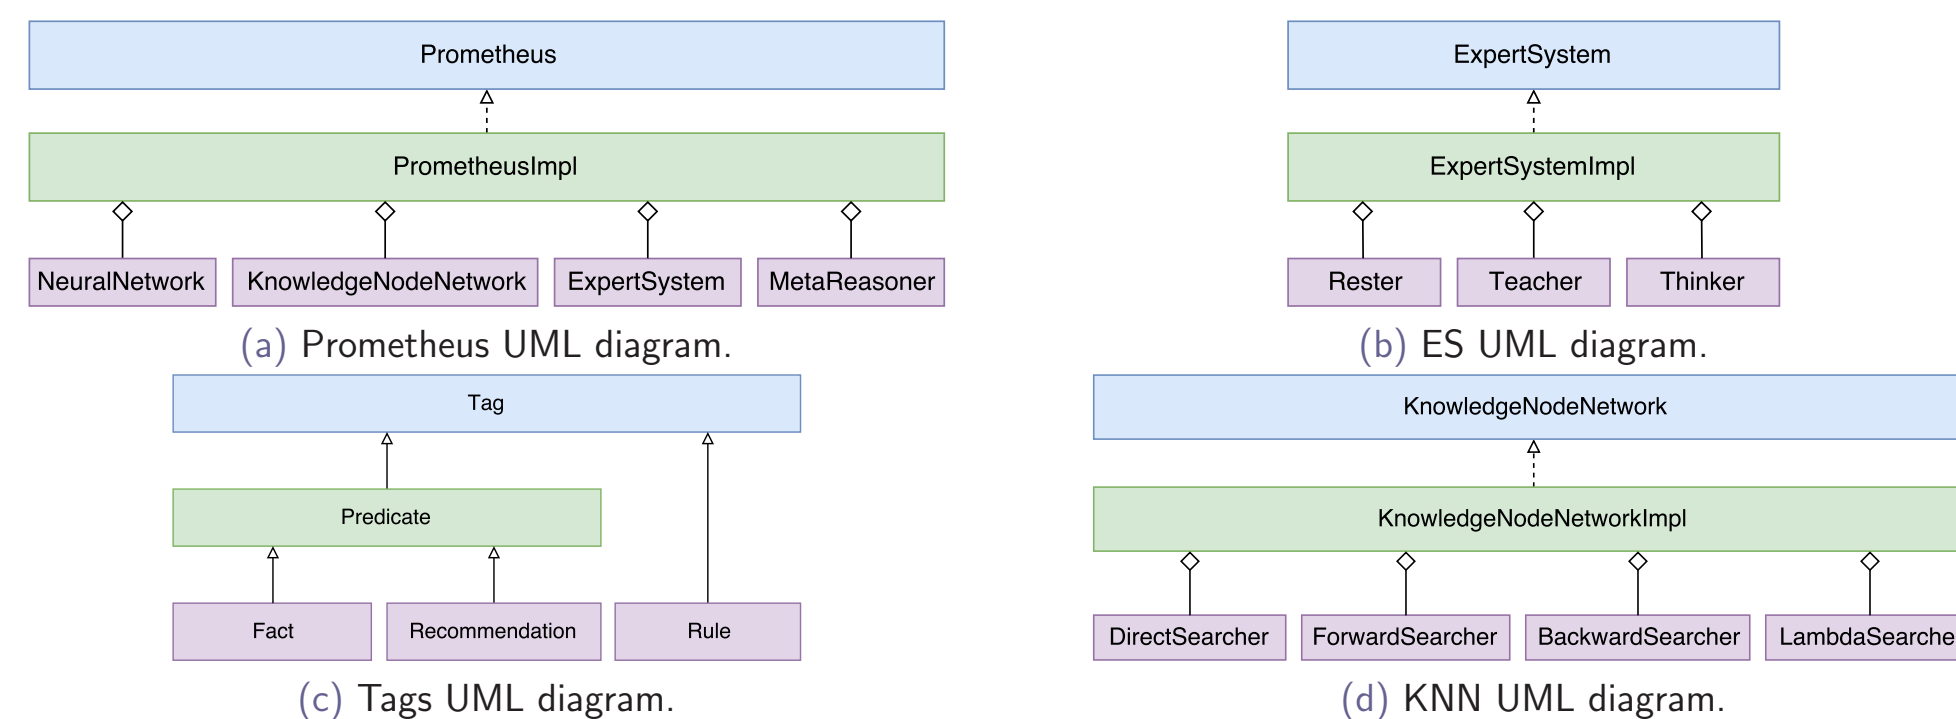 Prometheus
PrometheusImpl
NeuralNetwork KnowledgeNodeNetwork ExpertSystem MetaReasoner
(a) Prometheus UML diagram.
ExpertSystem
ExpertSystemImpl
Rester Teacher Thinker
(b) ES UML diagram.
Tag
Predicate
Fact Recommendation Rule
(c) Tags UML diagram.
KnowledgeNodeNetwork
KnowledgeNodeNetworkImpl
DirectSearcher ForwardSearcher BackwardSearcher LambdaSearche
(d) KNN UML diagram.